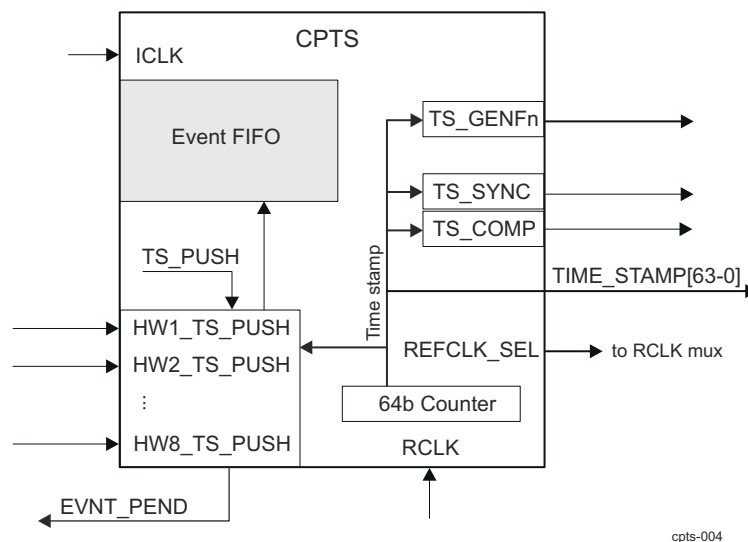 CPTS
ICLK
Event FIFO
TS_GENFn
TS_SYNC
TS_COMP
TS_PUSH
Time stamp
TIME_STAMP[63-0]
HW1_TS_PUSH
HW2_TS_PUSH
...
HW8_TS_PUSH
REFCLK_SEL
to RCLK mux
64b Counter
RCLK
EVNT_PEND
cpts-004